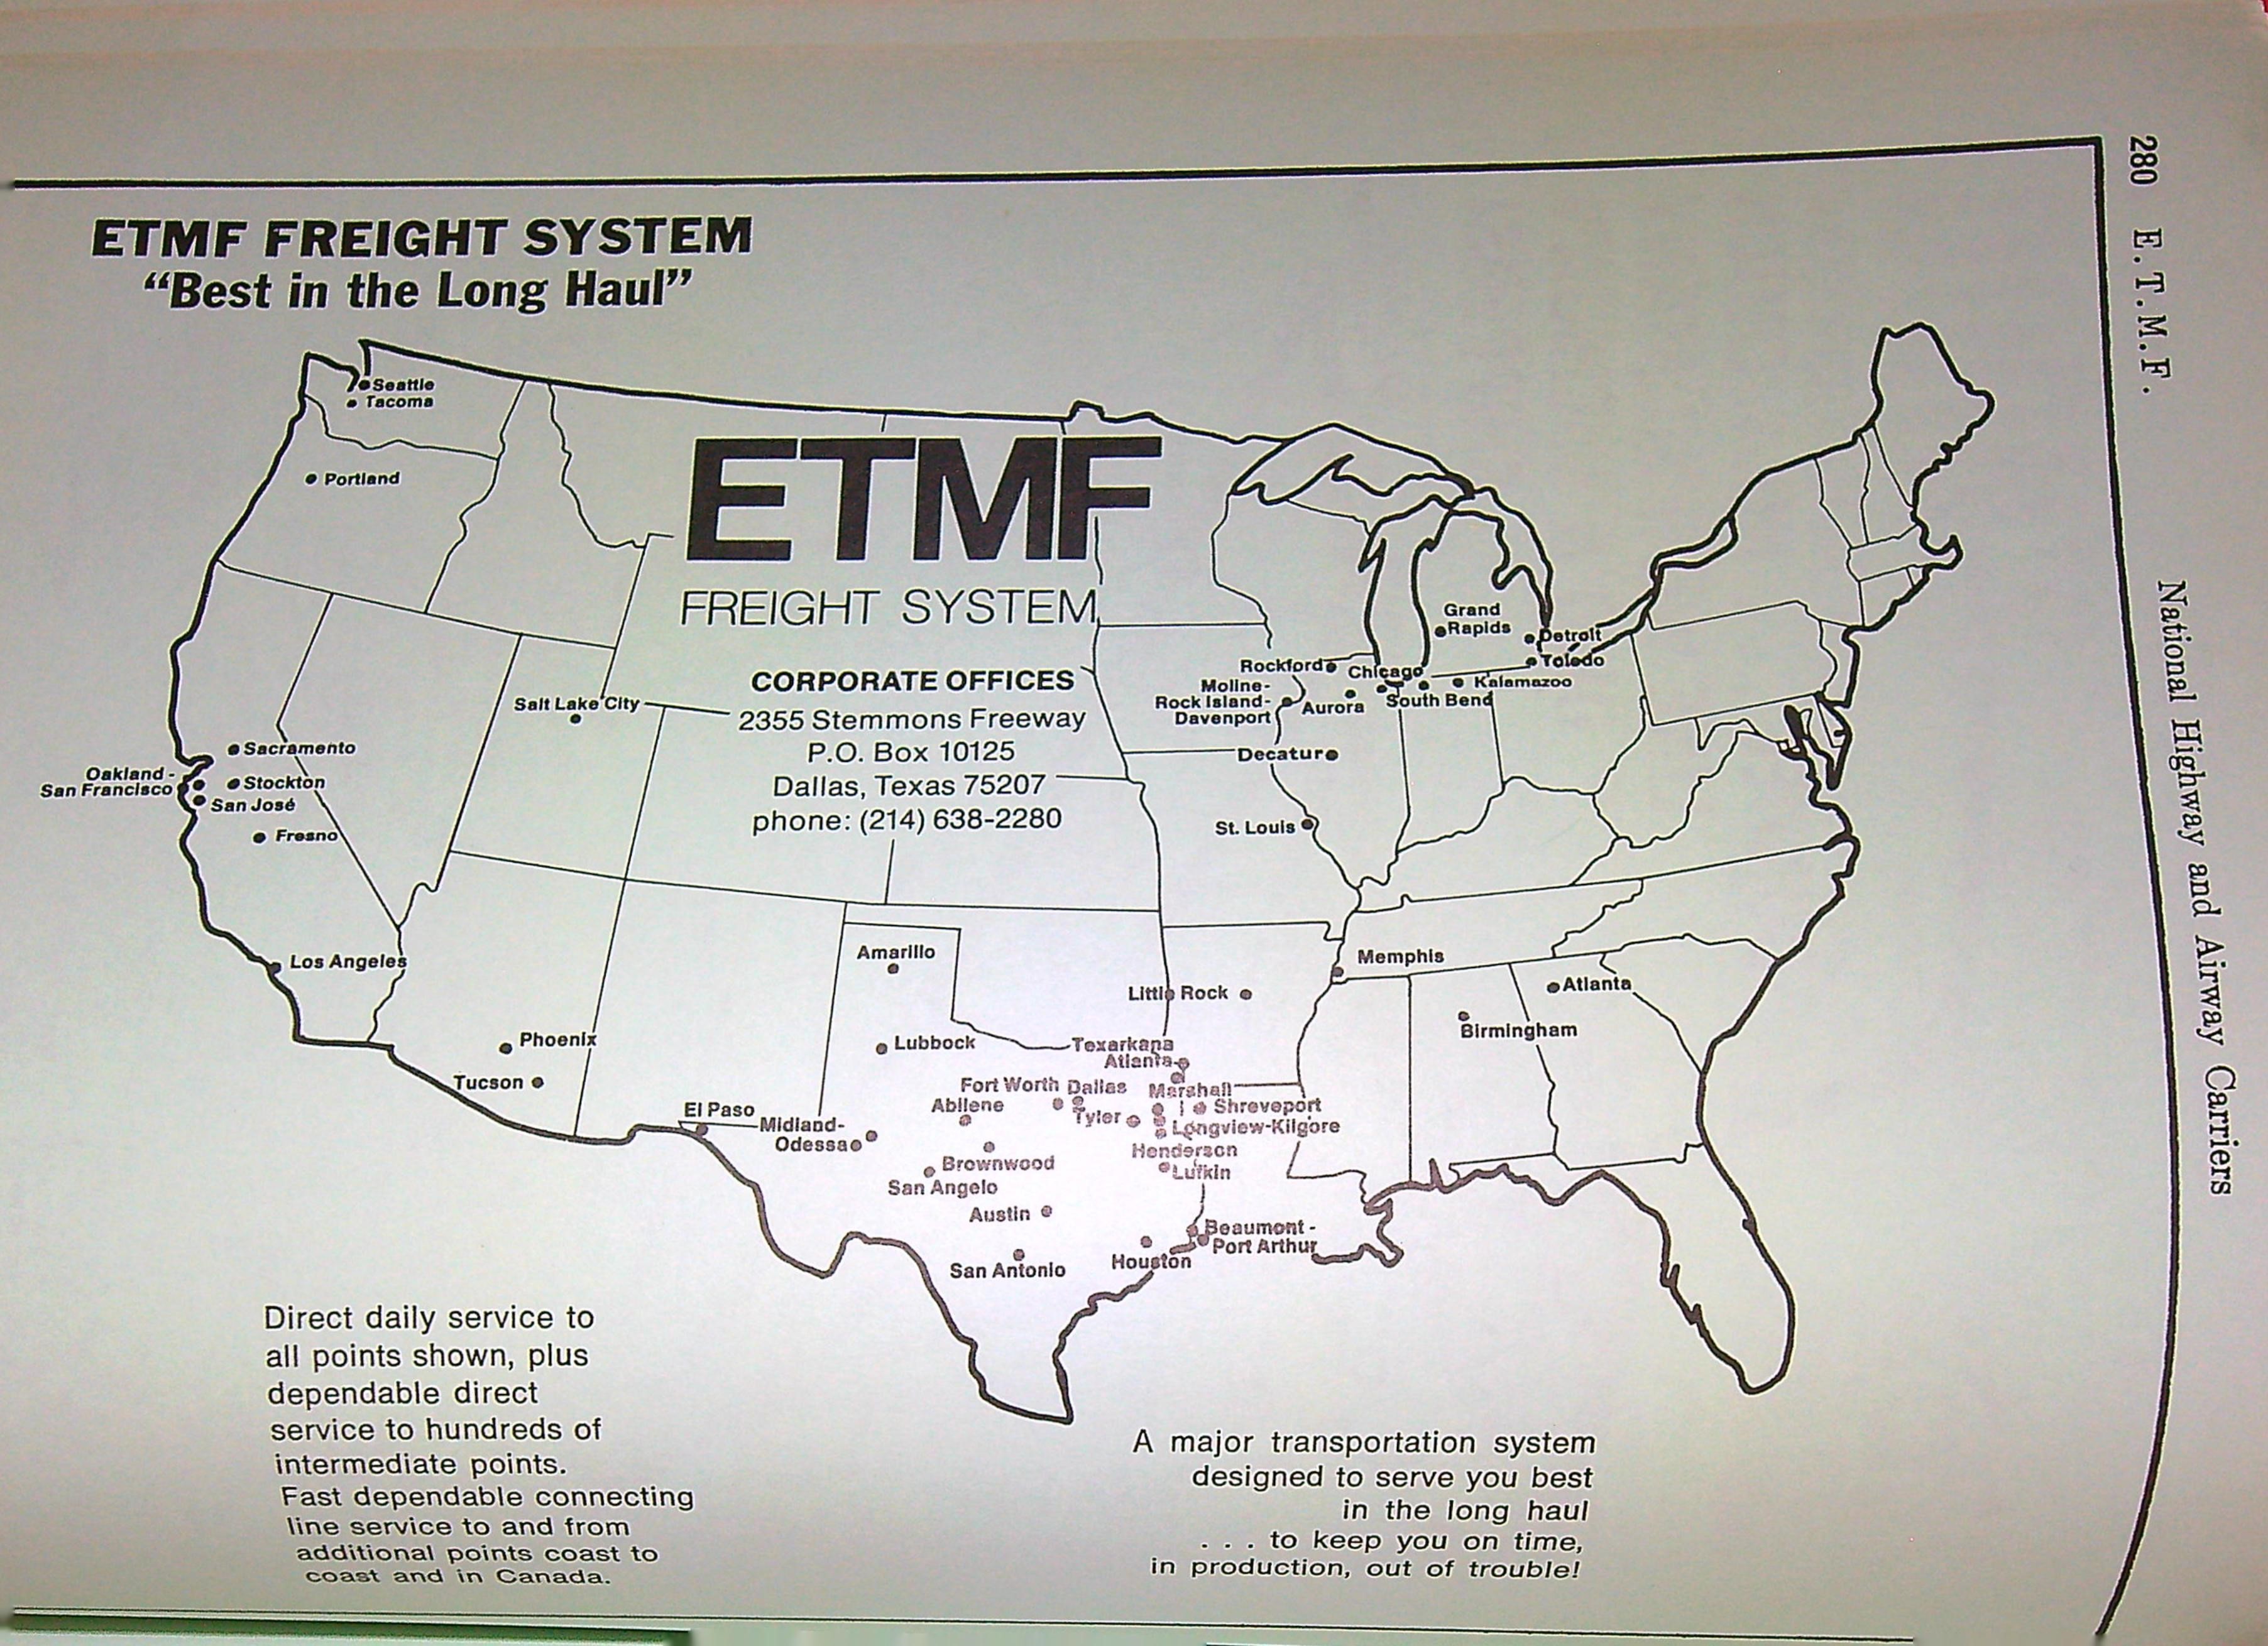 280 E.T.M.F. National Highway and Airway Carriers
ETMF FREIGHT SYSTEM
“Best in the Long Haul”
Seattle
Tacoma
Portland
ETMF
FREIGHT SYSTEM
CORPORATE OFFICES
2355 Stemmons Freeway
P.O. Box 10125
Dallas, Texas 75207
phone: (214) 638-2280
Salt Lake City
Sacramento
Oakland -
San Francisco
Stockton
San José
Fresno
Los Angeles
Phoenix
Tucson
Grand
Rapids
Detroit
Toledo
Rockford
Chicago
Kalamazoo
Moline-
Rock Island-
Davenport
Aurora
South Bend
Decatur
St. Louis
Memphis
Atlanta
Birmingham
Amarillo
Little Rock
Lubbock
Texarkana
Atlanta
Fort Worth
Dallas
Marshall
Abilene
Tyler
Shreveport
Longview-Kilgore
El Paso
Midland-
Odessa
Henderson
Brownwood
Lufkin
San Angelo
Austin
Beaumont -
Port Arthur
Houston
San Antonio
Direct daily service to
all points shown, plus
dependable direct
service to hundreds of
intermediate points.
Fast dependable connecting
line service to and from
additional points coast to
coast and in Canada.
A major transportation system
designed to serve you best
in the long haul
. . . to keep you on time,
in production, out of trouble!